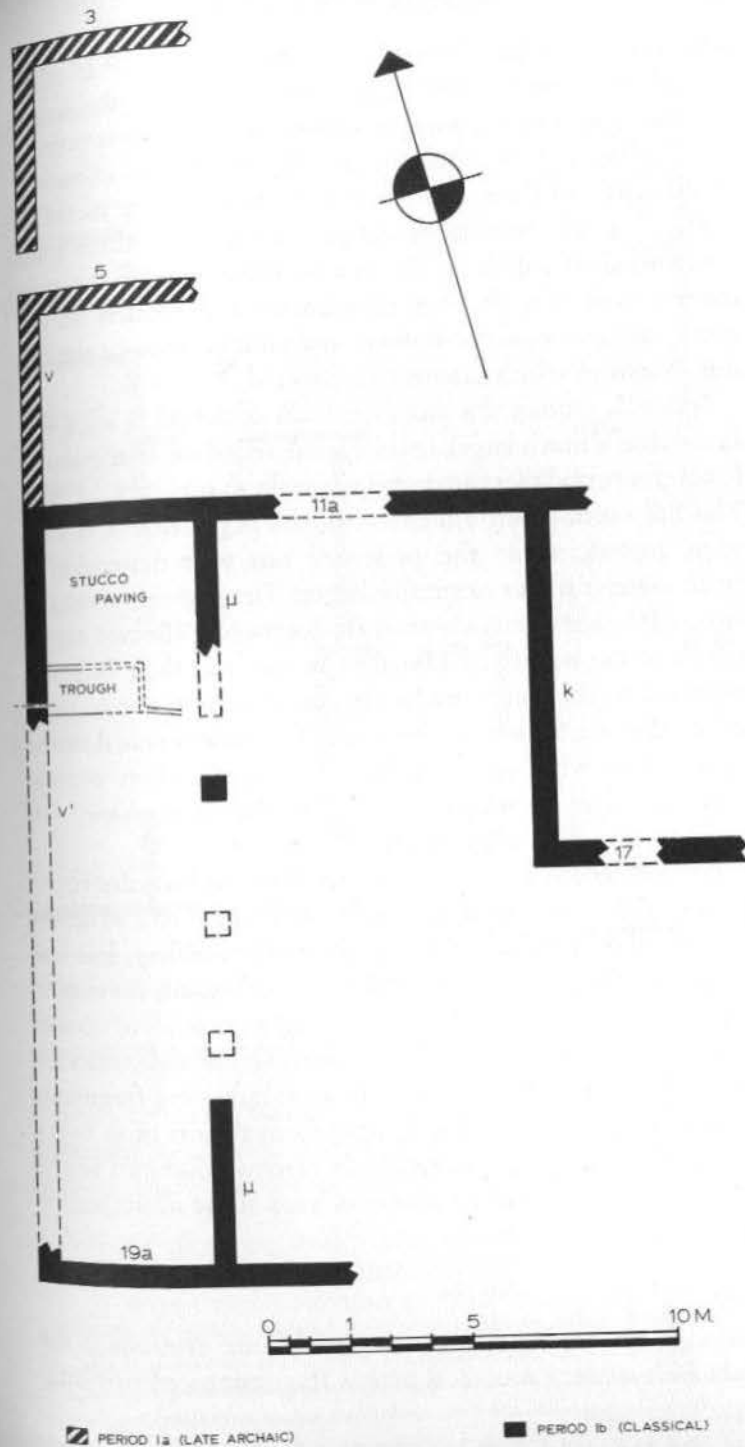 3
5
ν
11a
STUCCO
PAVING
μ
TROUGH
k
ν'
17
μ
19a
0 1 5 10 M.
PERIOD Ia (LATE ARCHAIC) PERIOD Ib (CLASSICAL)